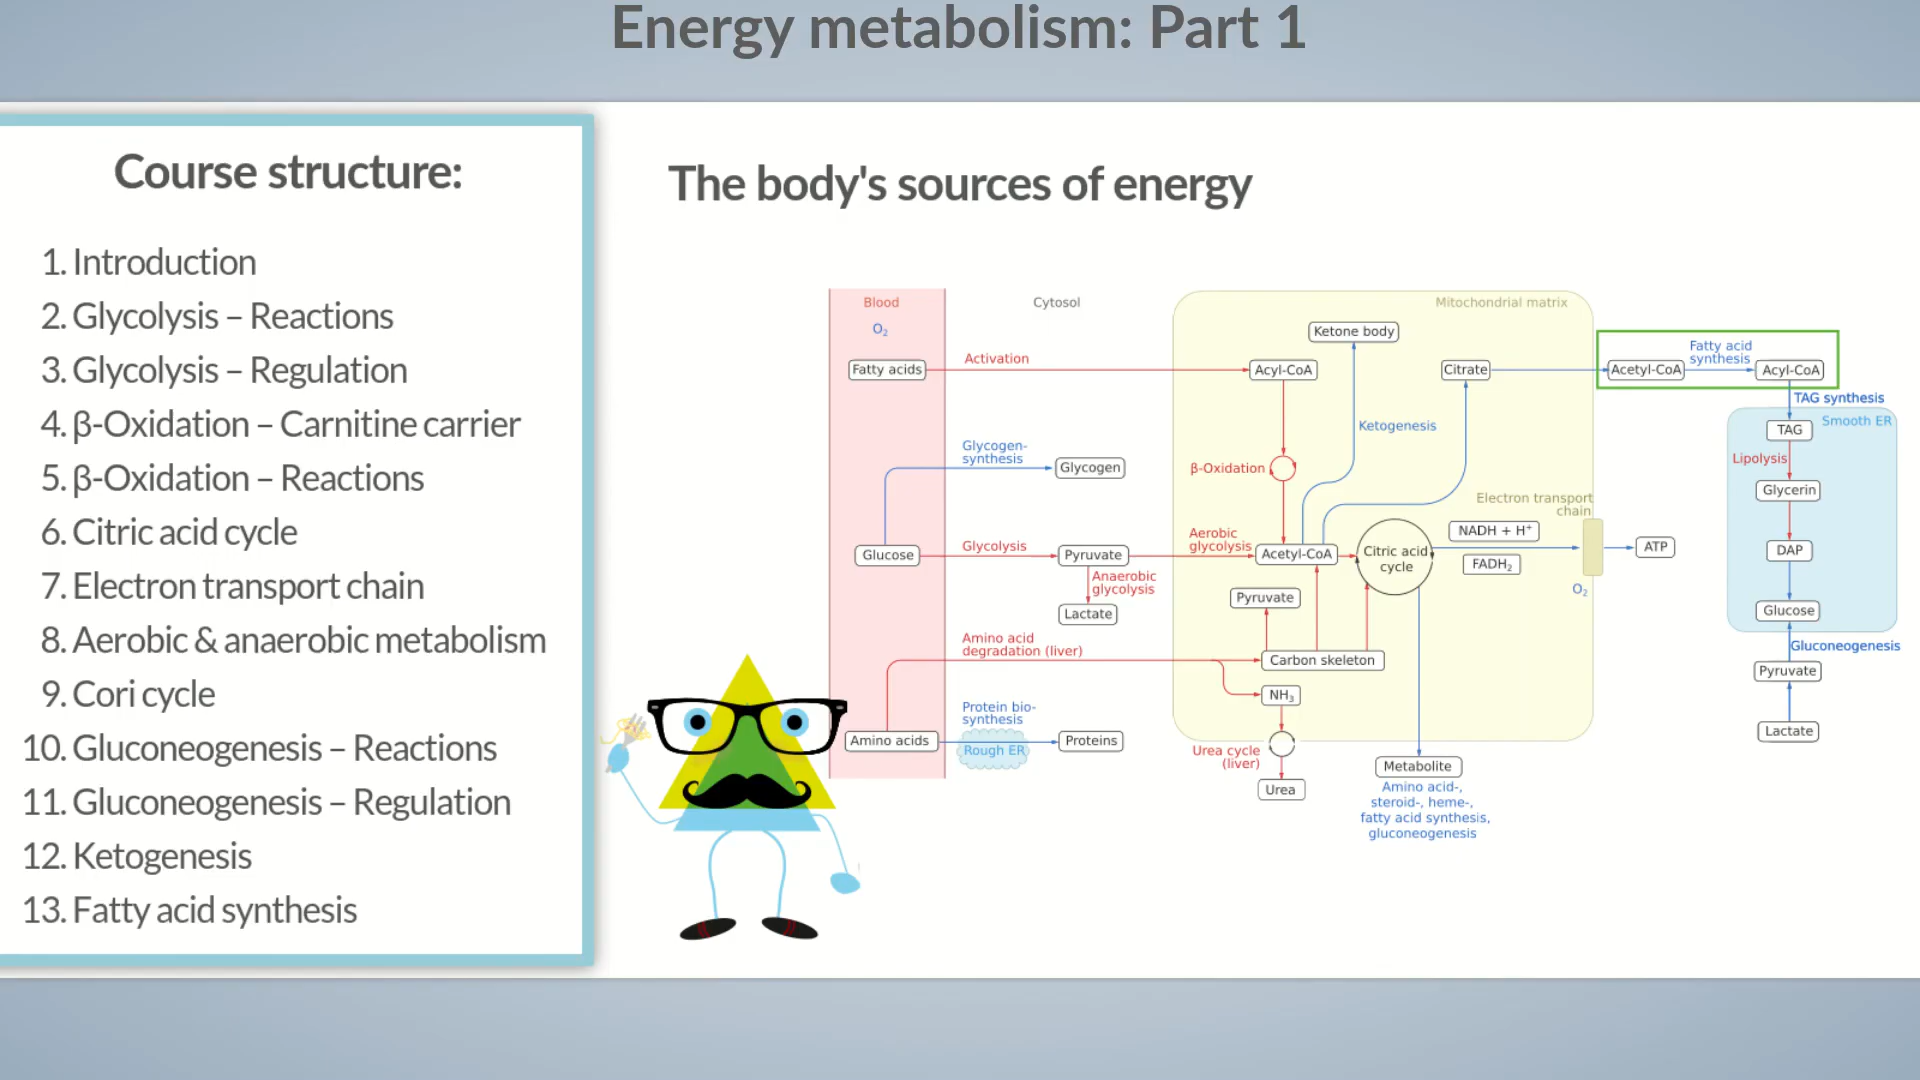 Energy metabolism: Part 1
Course structure:
1. Introduction
2. Glycolysis – Reactions
3. Glycolysis – Regulation
4. β-Oxidation – Carnitine carrier
5. β-Oxidation – Reactions
6. Citric acid cycle
7. Electron transport chain
8. Aerobic & anaerobic metabolism
9. Cori cycle
10. Gluconeogenesis – Reactions
11. Gluconeogenesis – Regulation
12. Ketogenesis
13. Fatty acid synthesis
The body's sources of energy
Blood
O₂
Cytosol
Mitochondrial matrix
Ketone body
Fatty acids
Activation
Acyl-CoA
Citrate
Fatty acid
synthesis
Acetyl-CoA
Acyl-CoA
TAG synthesis
Smooth ER
TAG
Lipolysis
Glycerin
DAP
Glucose
Gluconeogenesis
Pyruvate
Lactate
Ketogenesis
Glycogen-
synthesis
Glycogen
β-Oxidation
Electron transport
chain
NADH + H⁺
FADH₂
O₂
ATP
Glucose
Glycolysis
Pyruvate
Aerobic
glycolysis
Acetyl-CoA
Citric acid
cycle
Anaerobic
glycolysis
Lactate
Pyruvate
Amino acid
degradation (liver)
Carbon skeleton
NH₃
Protein bio-
synthesis
Amino acids
Rough ER
Proteins
Urea cycle
(liver)
Urea
Metabolite
Amino acid-,
steroid-, heme-,
fatty acid synthesis,
gluconeogenesis